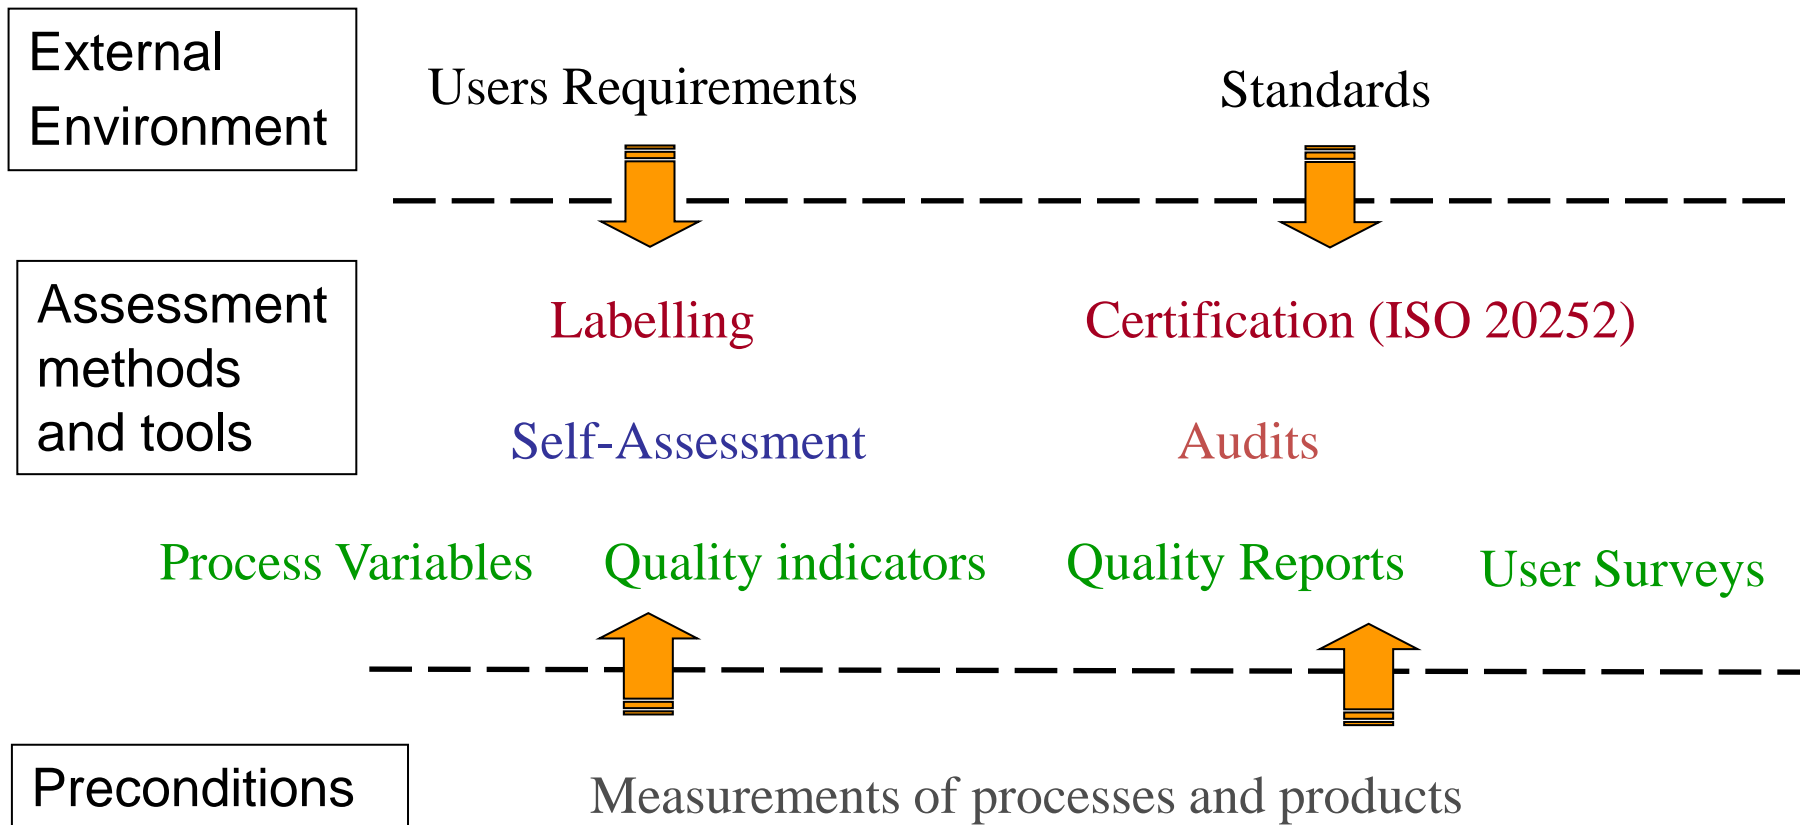 External
Environment
Users Requirements
Standards
Assessment
methods
and tools
Labelling
Certification (ISO 20252)
Self-Assessment
Audits
Process Variables
Quality indicators
Quality Reports
User Surveys
Preconditions
Measurements of processes and products